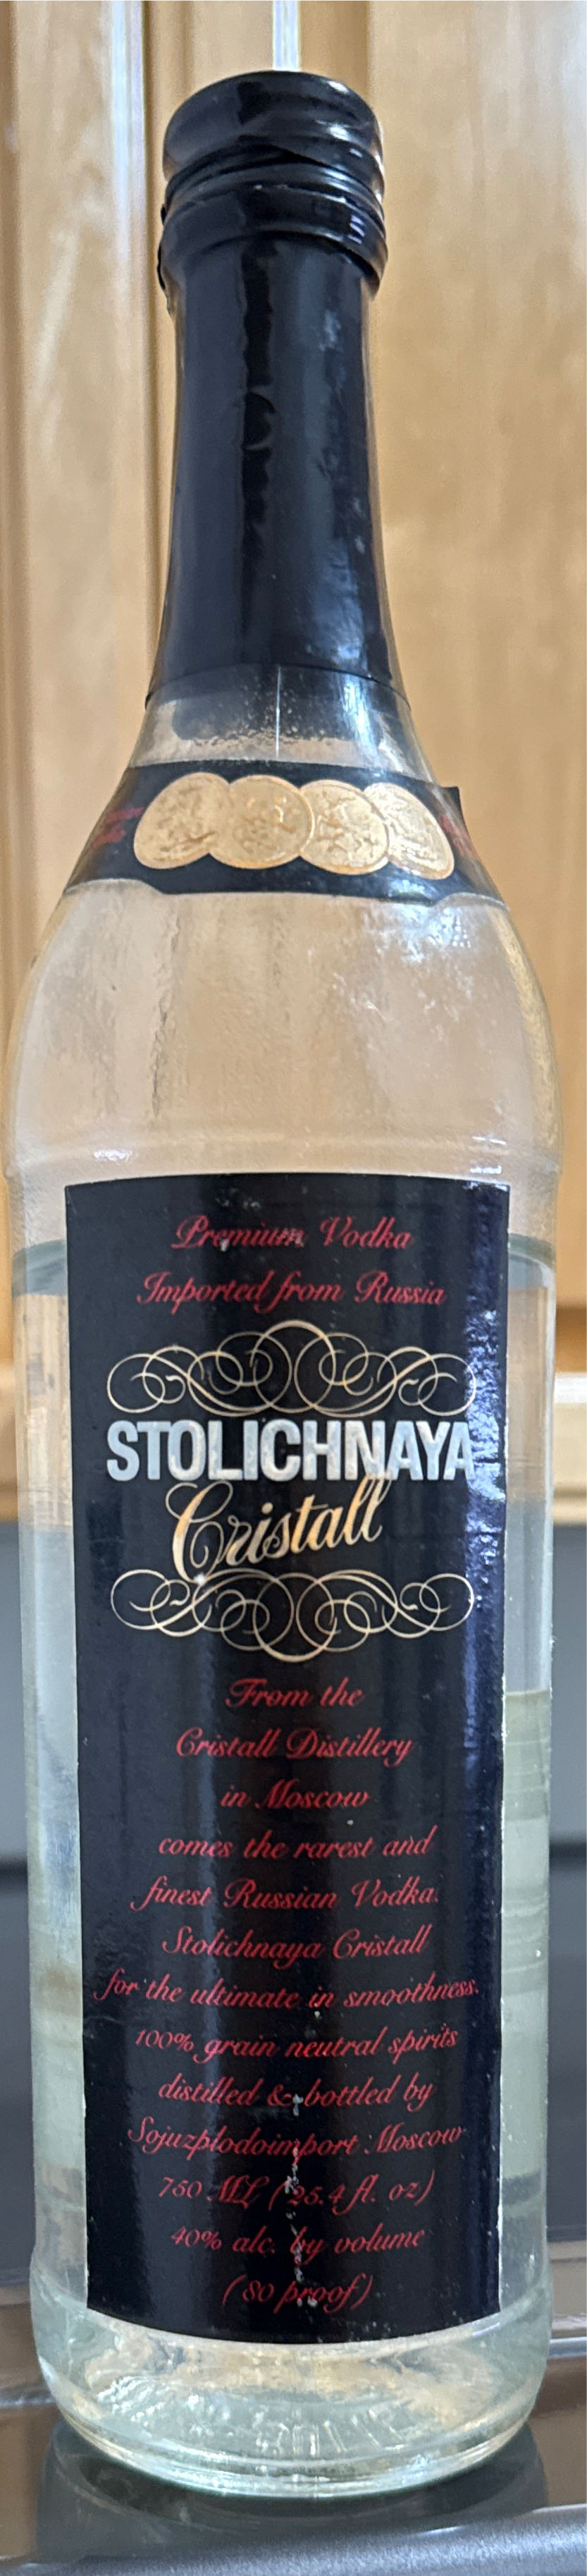 Premium Vodka
Imported from Russia
STOLICHNAYA
Cristall
From the
Cristall Distillery
in Moscow
comes the rarest and
finest Russian Vodka.
Stolichnaya Cristall
for the ultimate in smoothness.
100% grain neutral spirits
distilled & bottled by
Sojuzplodoimport Moscow
750 ML (25.4 fl. oz)
40% alc. by volume
(80 proof)